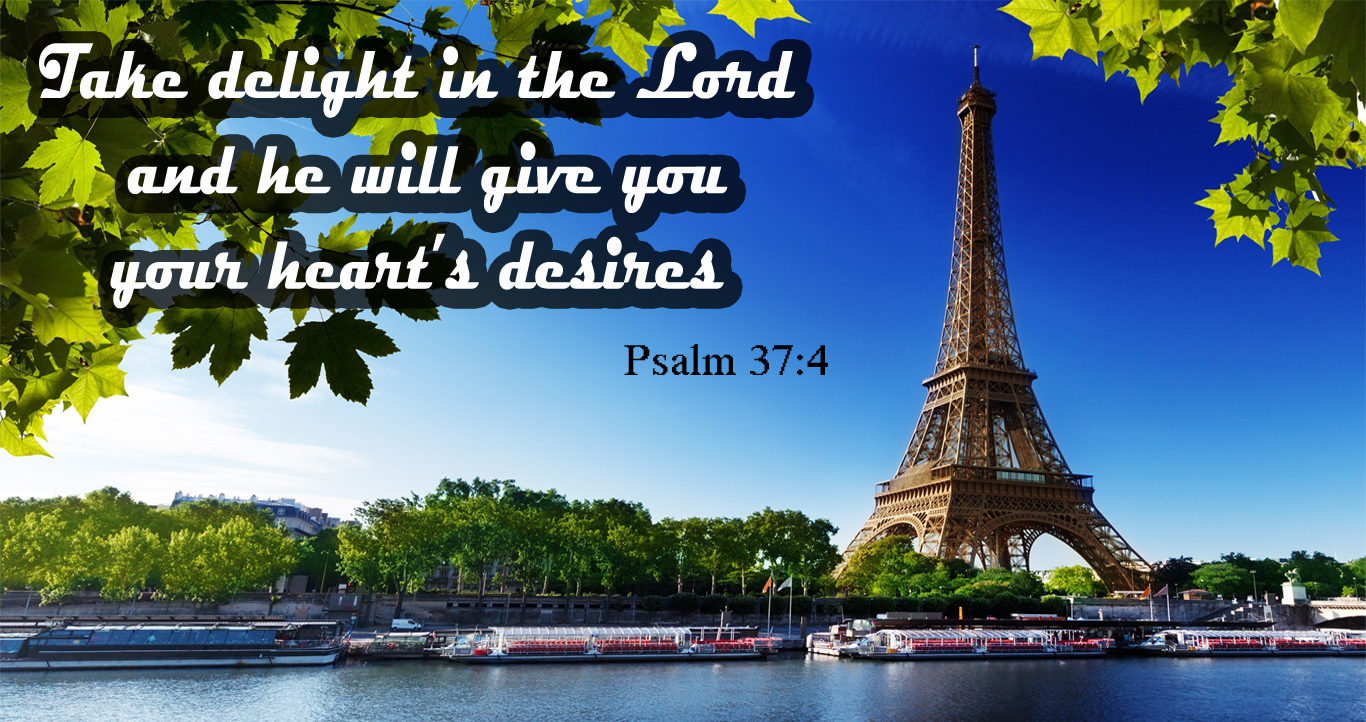 Take delight in the Lord
and he will give you
your heart's desires
Psalm 37:4